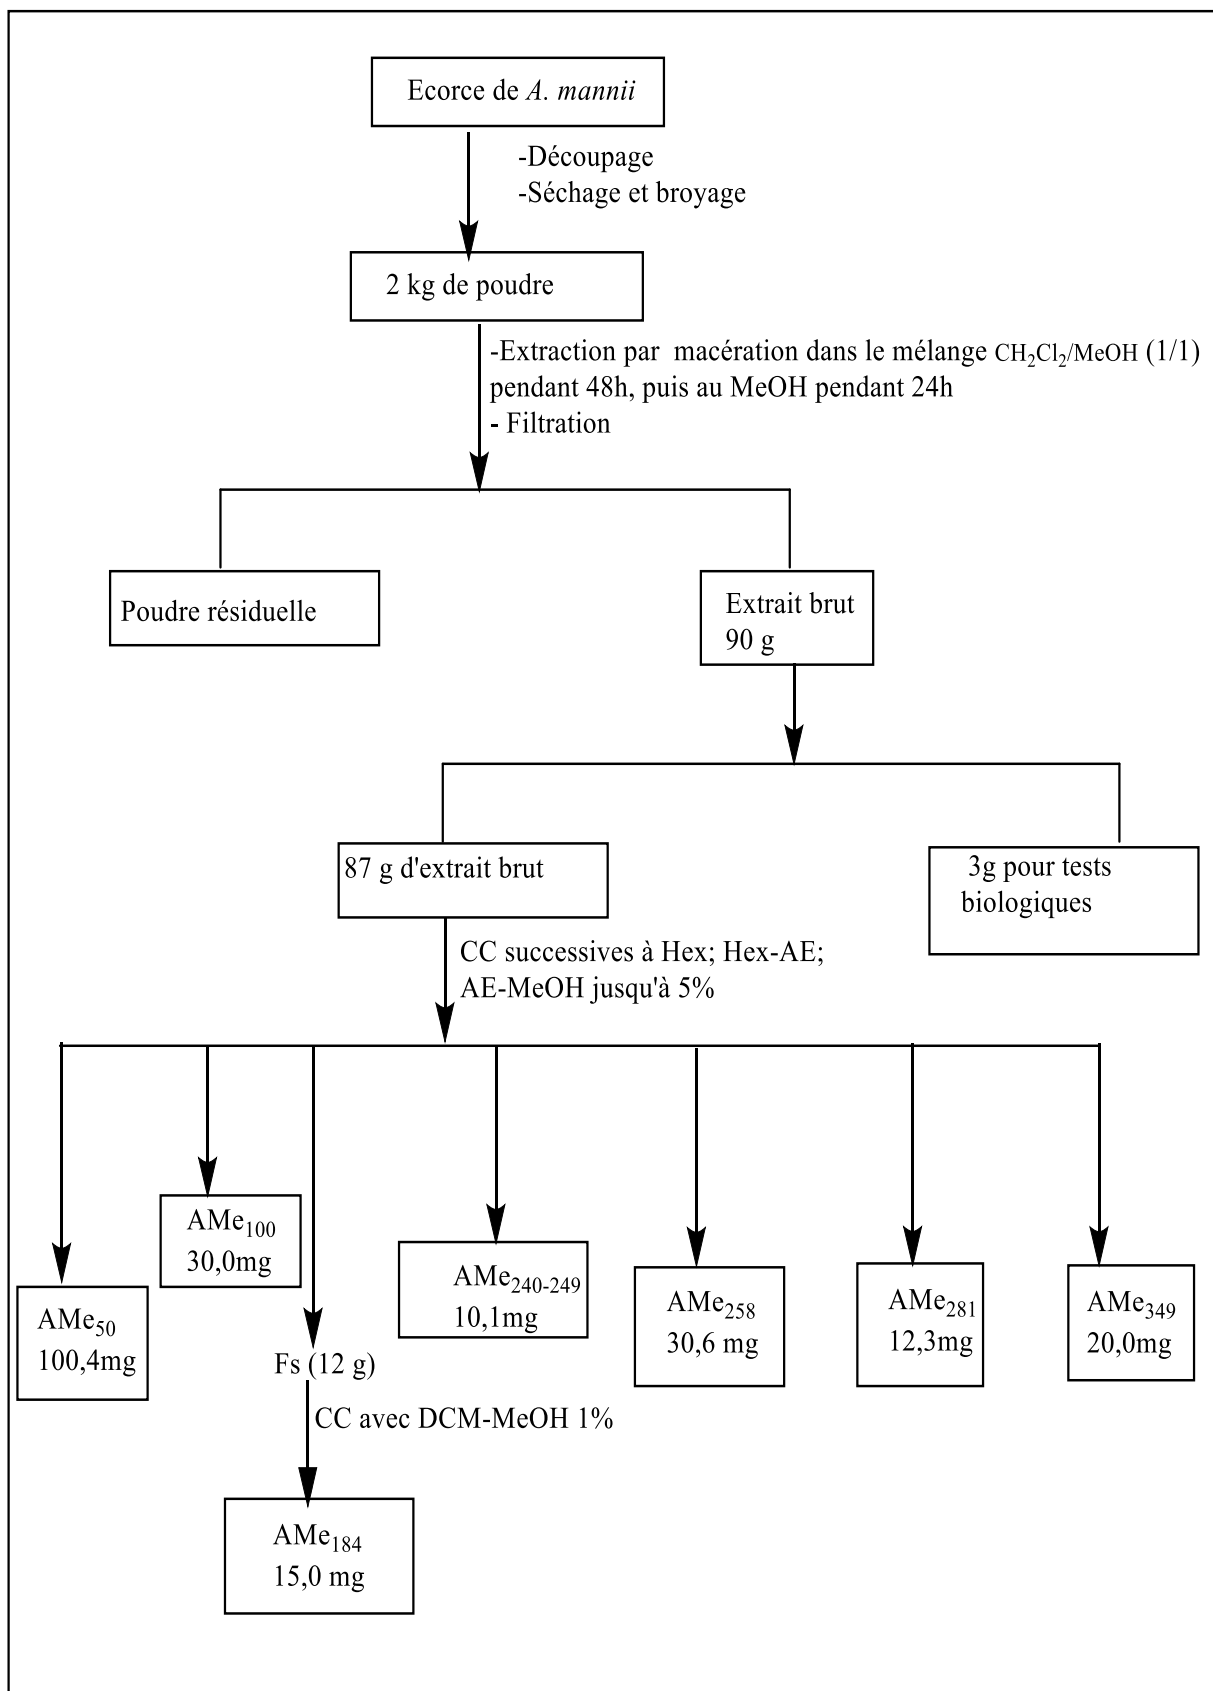 Ecorce de A. mannii
-Découpage
-Séchage et broyage
2 kg de poudre
-Extraction par macération dans le mélange CH₂Cl₂/MeOH (1/1)
pendant 48h, puis au MeOH pendant 24h
- Filtration
Poudre résiduelle
Extrait brut
90 g
87 g d'extrait brut
3g pour tests
biologiques
CC successives à Hex; Hex-AE;
AE-MeOH jusqu'à 5%
AMe₅₀
100,4mg
AMe₁₀₀
30,0mg
Fs (12 g)
AMe₂₄₀₋₂₄₉
10,1mg
AMe₂₅₈
30,6 mg
AMe₂₈₁
12,3mg
AMe₃₄₉
20,0mg
CC avec DCM-MeOH 1%
AMe₁₈₄
15,0 mg